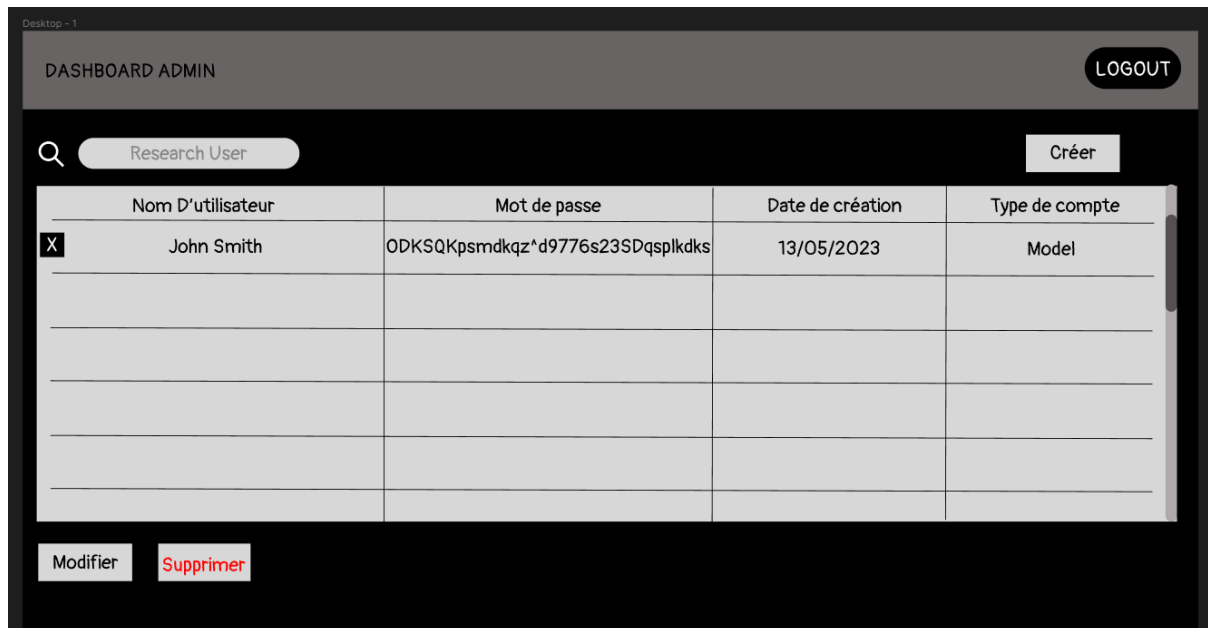 Desktop - 1
DASHBOARD ADMIN
LOGOUT
Research User
Créer
Nom D'utilisateur
Mot de passe
Date de création
Type de compte
X
John Smith
ODKSQKpsmdkqz^d9776s23SDqsplkdks
13/05/2023
Model
Modifier
Supprimer